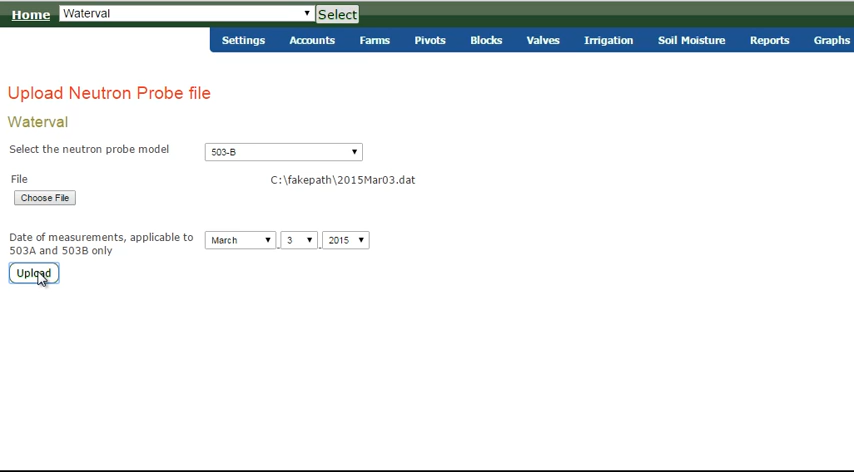 Home Waterval Select
Settings Accounts Farms Pivots Blocks Valves Irrigation Soil Moisture Reports Graphs
Upload Neutron Probe file
Waterval
Select the neutron probe model 503-B
File C:\fakepath\2015Mar03.dat
Choose File
Date of measurements, applicable to March 3 2015
503A and 503B only
Upload